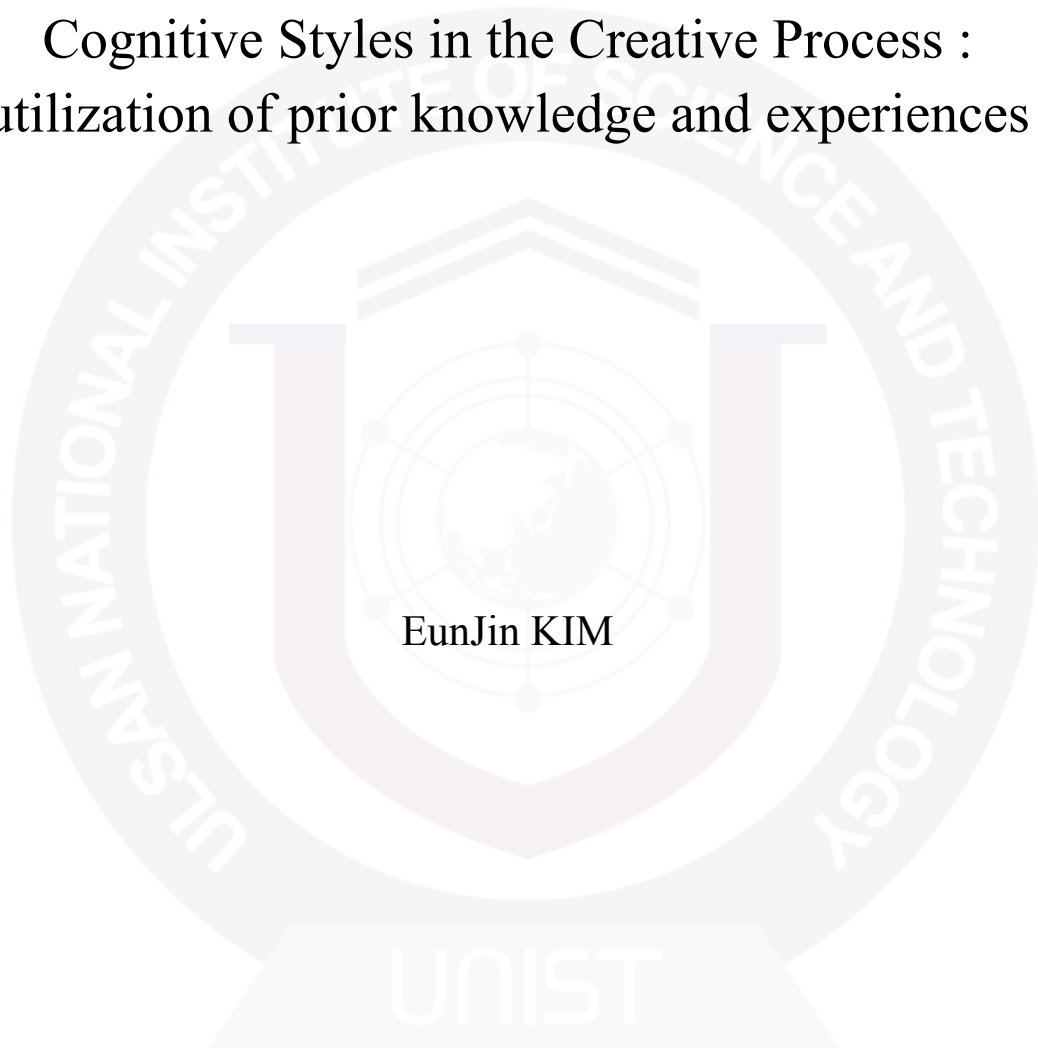 Cognitive Styles in the Creative Process :
utilization of prior knowledge and experiences
EunJin KIM
ULSAN NATIONAL INSTITUTE OF SCIENCE AND TECHNOLOGY
UNIST